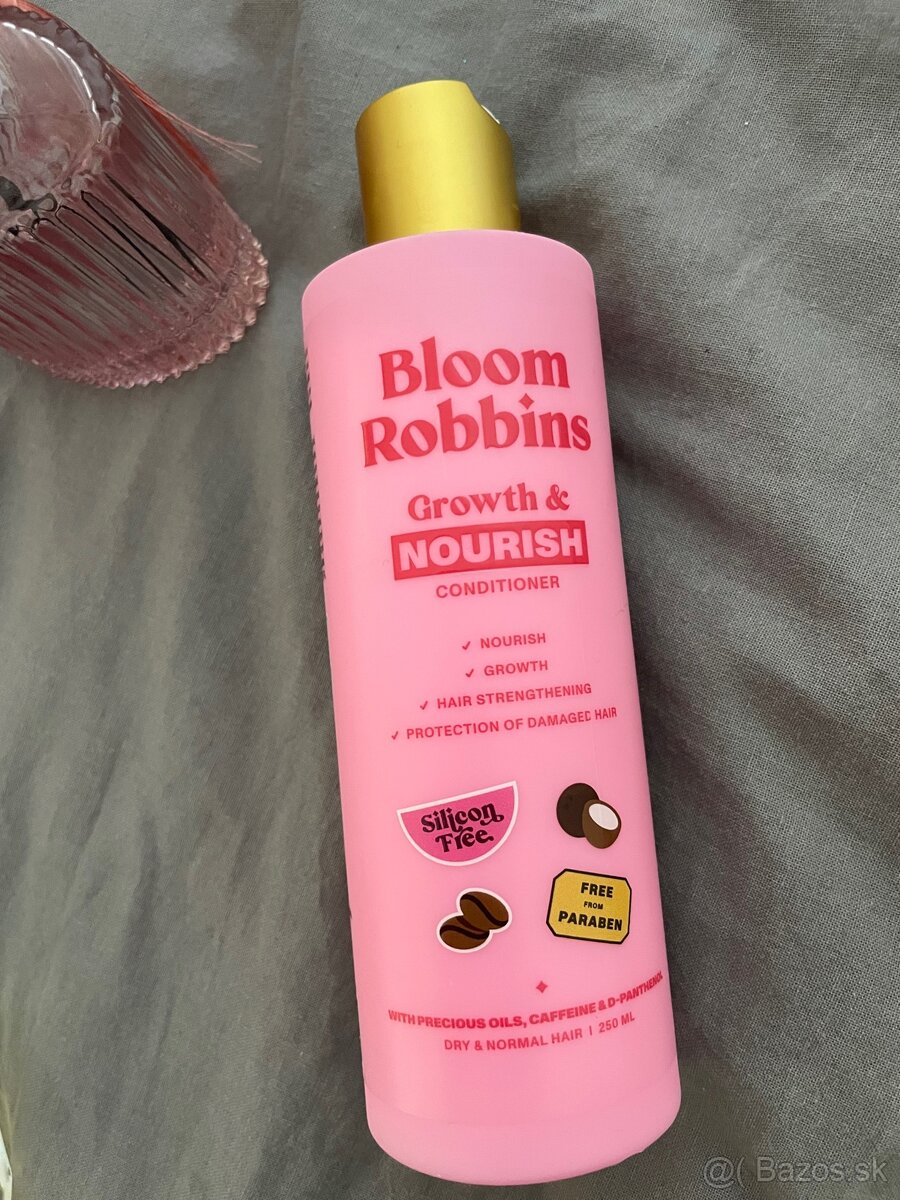 Bloom
Robbins
Growth &
NOURISH
CONDITIONER
✓ NOURISH
✓ GROWTH
✓ HAIR STRENGTHENING
✓ PROTECTION OF DAMAGED HAIR
Silicon
Free
FREE
FROM
PARABEN
WITH PRECIOUS OILS, CAFFEINE & D-PANTHENOL
DRY & NORMAL HAIR | 250 ML
@( Bazos.sk